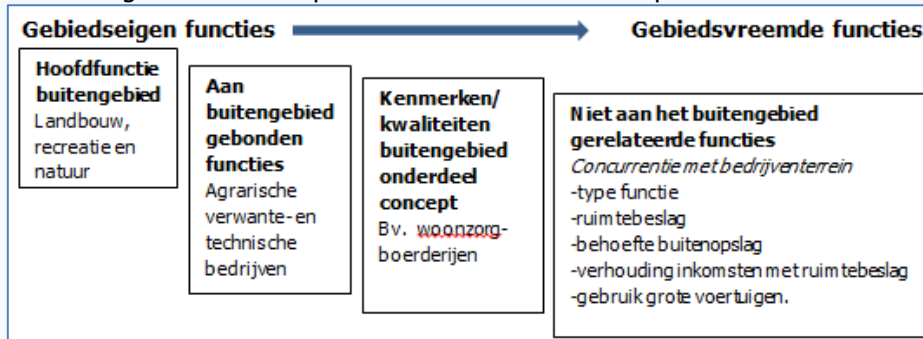 Gebiedseigen functies
Gebiedsvreemde functies
Hoofdfunctie
buitengebied
Landbouw,
recreatie en
natuur
Aan
buitengebied
gebonden
functies
Agrarische
verwante- en
technische
bedrijven
Kenmerken/
kwaliteiten
buitengebied
onderdeel
concept
Bv. woonzorg-
boerderijen
Niet aan het buitengebied
gerelateerde functies
Concurrentie met bedrijventerrein
-type functie
-ruimtebeslag
-behoefte buitenopslag
-verhouding inkomsten met ruimtebeslag
-gebruik grote voertuigen.